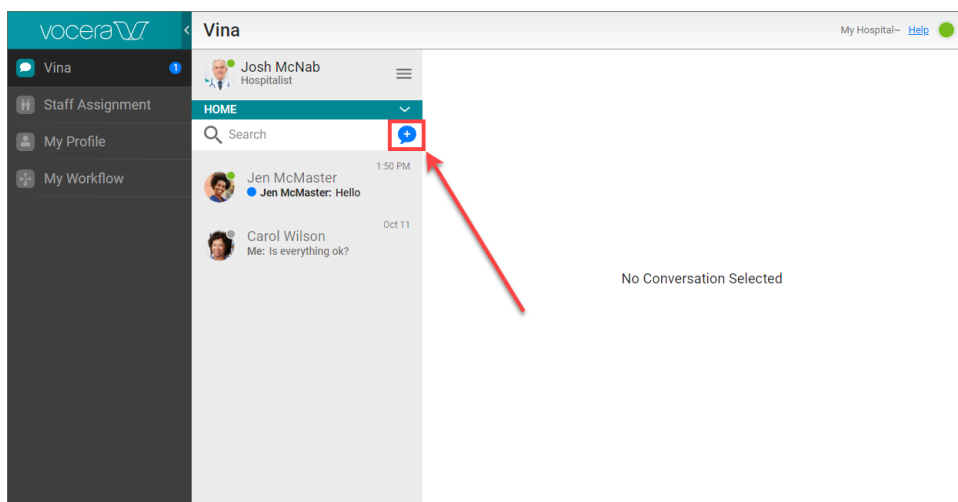 vocera
Vina
My Hospital~ Help
Vina 1
Staff Assignment
My Profile
My Workflow
Josh McNab
Hospitalist
HOME
Search
1:50 PM
Jen McMaster
Jen McMaster: Hello
Oct 11
Carol Wilson
Me: Is everything ok?
No Conversation Selected